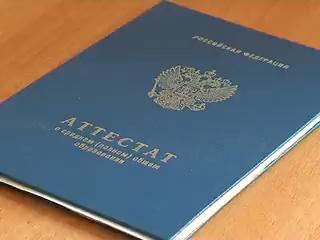 РОССИЙСКАЯ ФЕДЕРАЦИЯ
АТТЕСТАТ
о среднем (полном) общем
образовании